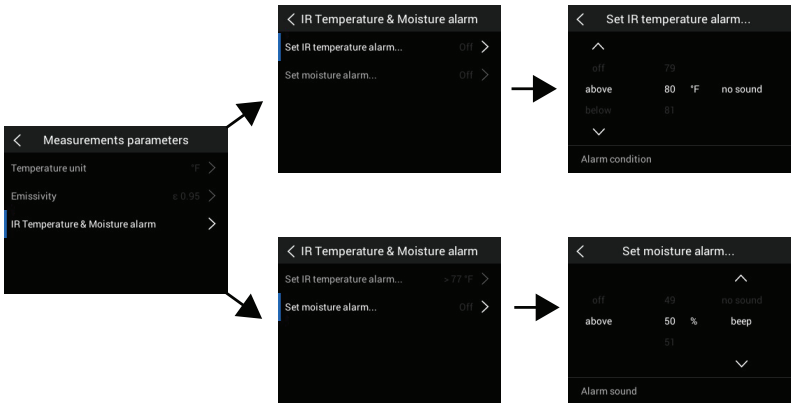 Measurements parameters
Temperature unit °F
Emissivity ε 0.95
IR Temperature & Moisture alarm
IR Temperature & Moisture alarm
Set IR temperature alarm... Off
Set moisture alarm... Off
Set IR temperature alarm...
off 79
above 80 °F no sound
below 81
Alarm condition
IR Temperature & Moisture alarm
Set IR temperature alarm... >77 °F
Set moisture alarm... Off
Set moisture alarm...
off 49 no sound
above 50 % beep
51
Alarm sound